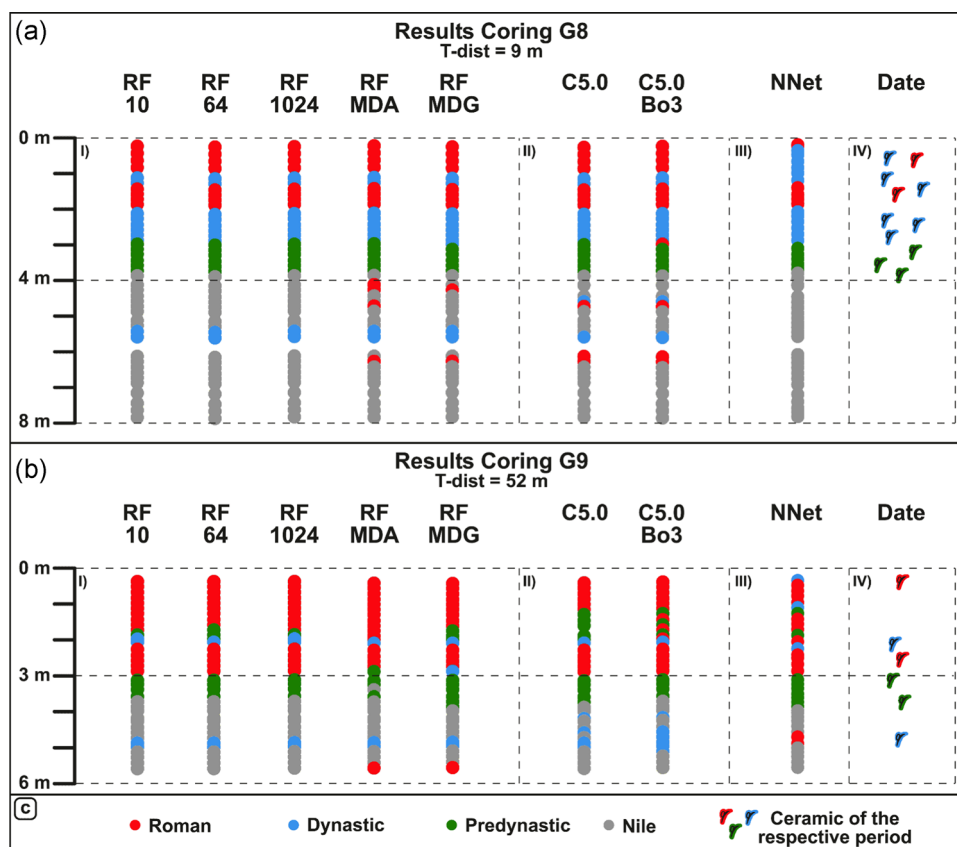 (a)
Results Coring G8
T-dist = 9 m
RF RF RF RF RF C5.0 C5.0 NNet Date
10 64 1024 MDA MDG Bo3
0 m
I) II) III) IV)
4 m
8 m
(b)
Results Coring G9
T-dist = 52 m
RF RF RF RF RF C5.0 C5.0 NNet Date
10 64 1024 MDA MDG Bo3
0 m
I) II) III) IV)
3 m
6 m
c
Roman Dynastic Predynastic Nile Ceramic of the
respective period